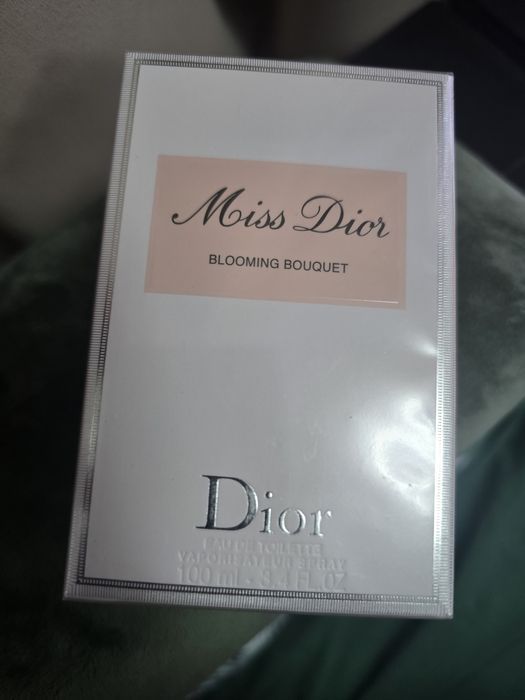 Miss Dior
BLOOMING BOUQUET
Dior
EAU DE TOILETTE
VAPORISATEUR SPRAY
100 ml - 3.4 FL.OZ